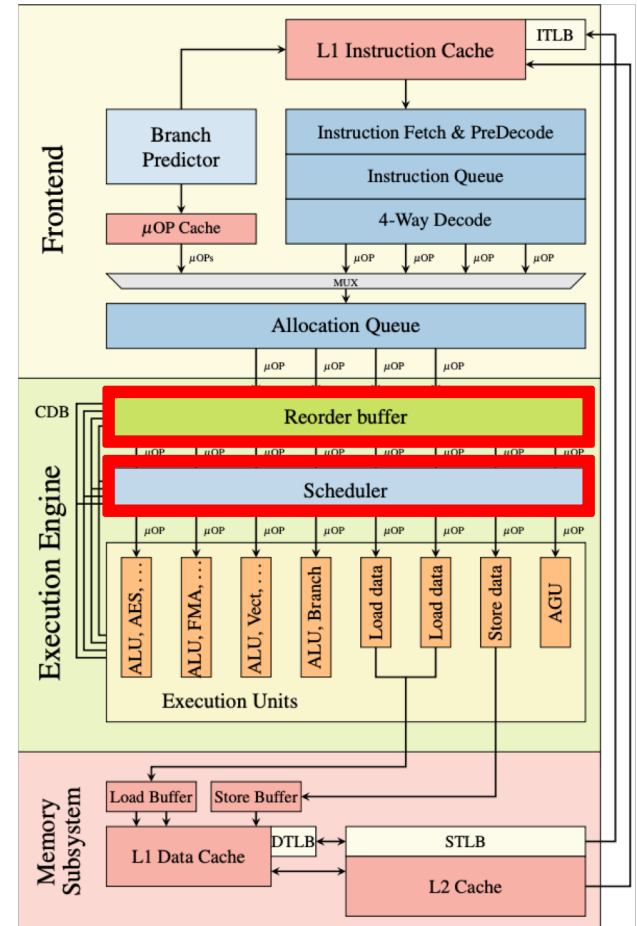 Frontend
L1 Instruction Cache
ITLB
Branch
Predictor
Instruction Fetch & PreDecode
Instruction Queue
4-Way Decode
μOP Cache
μOPs
μOP
μOP
μOP
μOP
MUX
Allocation Queue
μOP
μOP
μOP
μOP
Execution Engine
CDB
Reorder buffer
μOP
μOP
μOP
μOP
μOP
μOP
μOP
μOP
Scheduler
μOP
μOP
μOP
μOP
μOP
μOP
μOP
μOP
ALU, AES, . . .
ALU, FMA, . . .
ALU, Vect, . . .
ALU, Branch
Load data
Load data
Store data
AGU
Execution Units
Memory
Subsystem
Load Buffer
Store Buffer
L1 Data Cache
DTLB
STLB
L2 Cache